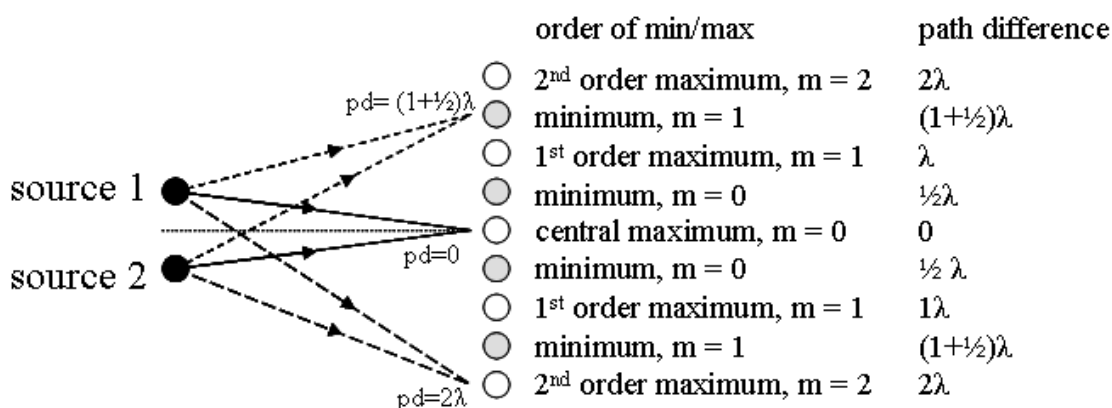 order of min/max path difference
2nd order maximum, m = 2 2λ
pd= (1+½)λ
minimum, m = 1 (1+½)λ
1st order maximum, m = 1 λ
source 1
minimum, m = 0 ½λ
central maximum, m = 0 0
pd=0
source 2
minimum, m = 0 ½ λ
1st order maximum, m = 1 1λ
minimum, m = 1 (1+½)λ
2nd order maximum, m = 2 2λ
pd=2λ